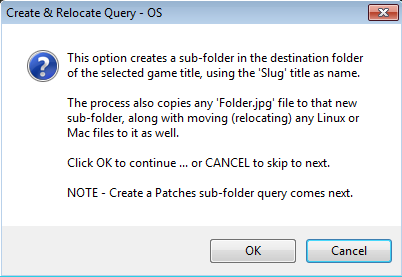 Create & Relocate Query - OS
This option creates a sub-folder in the destination folder
of the selected game title, using the 'Slug' title as name.
The process also copies any 'Folder.jpg' file to that new
sub-folder, along with moving (relocating) any Linux or
Mac files to it as well.
Click OK to continue ... or CANCEL to skip to next.
NOTE - Create a Patches sub-folder query comes next.
OK
Cancel